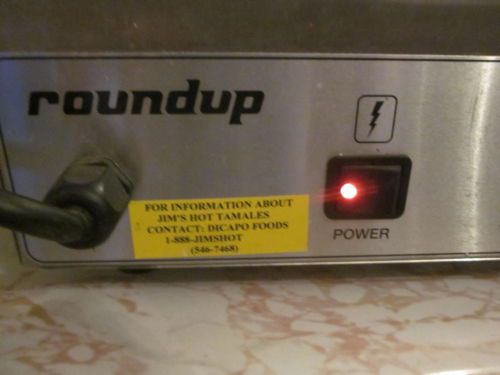 roundup
FOR INFORMATION ABOUT
JIM'S HOT TAMALES
CONTACT: DICAPO FOODS
1-888-JIMSHOT
(546-7468)
POWER